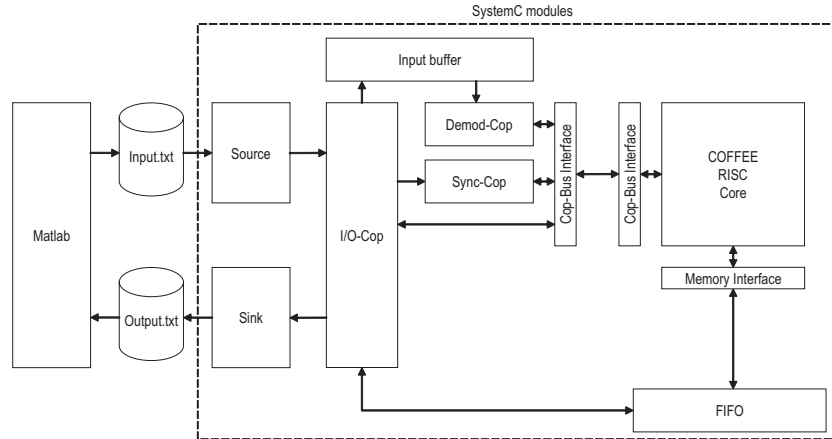 SystemC modules
Input buffer
Input.txt
Source
Demod-Cop
Cop-Bus Interface
Cop-Bus Interface
COFFEE
RISC
Core
Sync-Cop
Matlab
I/O-Cop
Memory Interface
Output.txt
Sink
FIFO